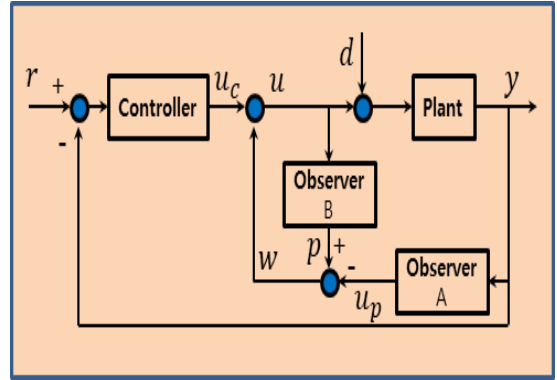 d
r + Controller u_c u Plant y
-
Observer
B
p + -
w Observer
A
u_p